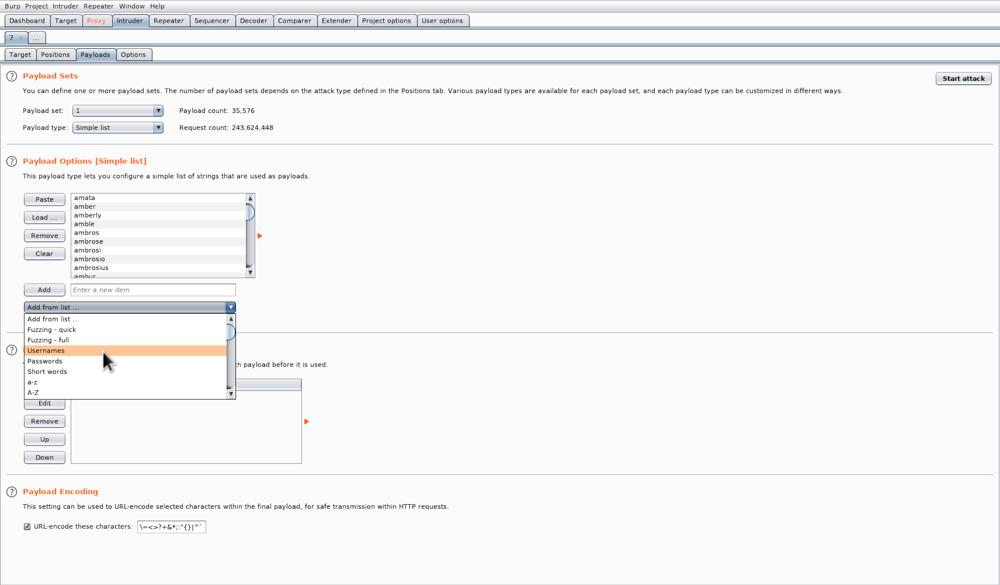 Burp Project Intruder Repeater Window Help
Dashboard Target Proxy Intruder Repeater Sequencer Decoder Comparer Extender Project options User options
7 × ...
Target Positions Payloads Options
? Payload Sets
Start attack
You can define one or more payload sets. The number of payload sets depends on the attack type defined in the Positions tab. Various payload types are available for each payload set, and each payload type can be customized in different ways.
Payload set: 1 Payload count: 35,576
Payload type: Simple list Request count: 243,624,448
? Payload Options [Simple list]
This payload type lets you configure a simple list of strings that are used as payloads.
Paste
Load ...
Remove
Clear
amata
amber
amberly
amble
ambros
ambrose
ambrosi
ambrosio
ambrosius
ambur
Add Enter a new item
Add from list ...
Add from list ...
Fuzzing - quick
Fuzzing - full
? Usernames
Passwords
payload before it is used.
Short words
a-z
A-Z
Edit
Remove
Up
Down
? Payload Encoding
This setting can be used to URL-encode selected characters within the final payload, for safe transmission within HTTP requests.
URL-encode these characters: \=<>?+&*;:"{}|^`